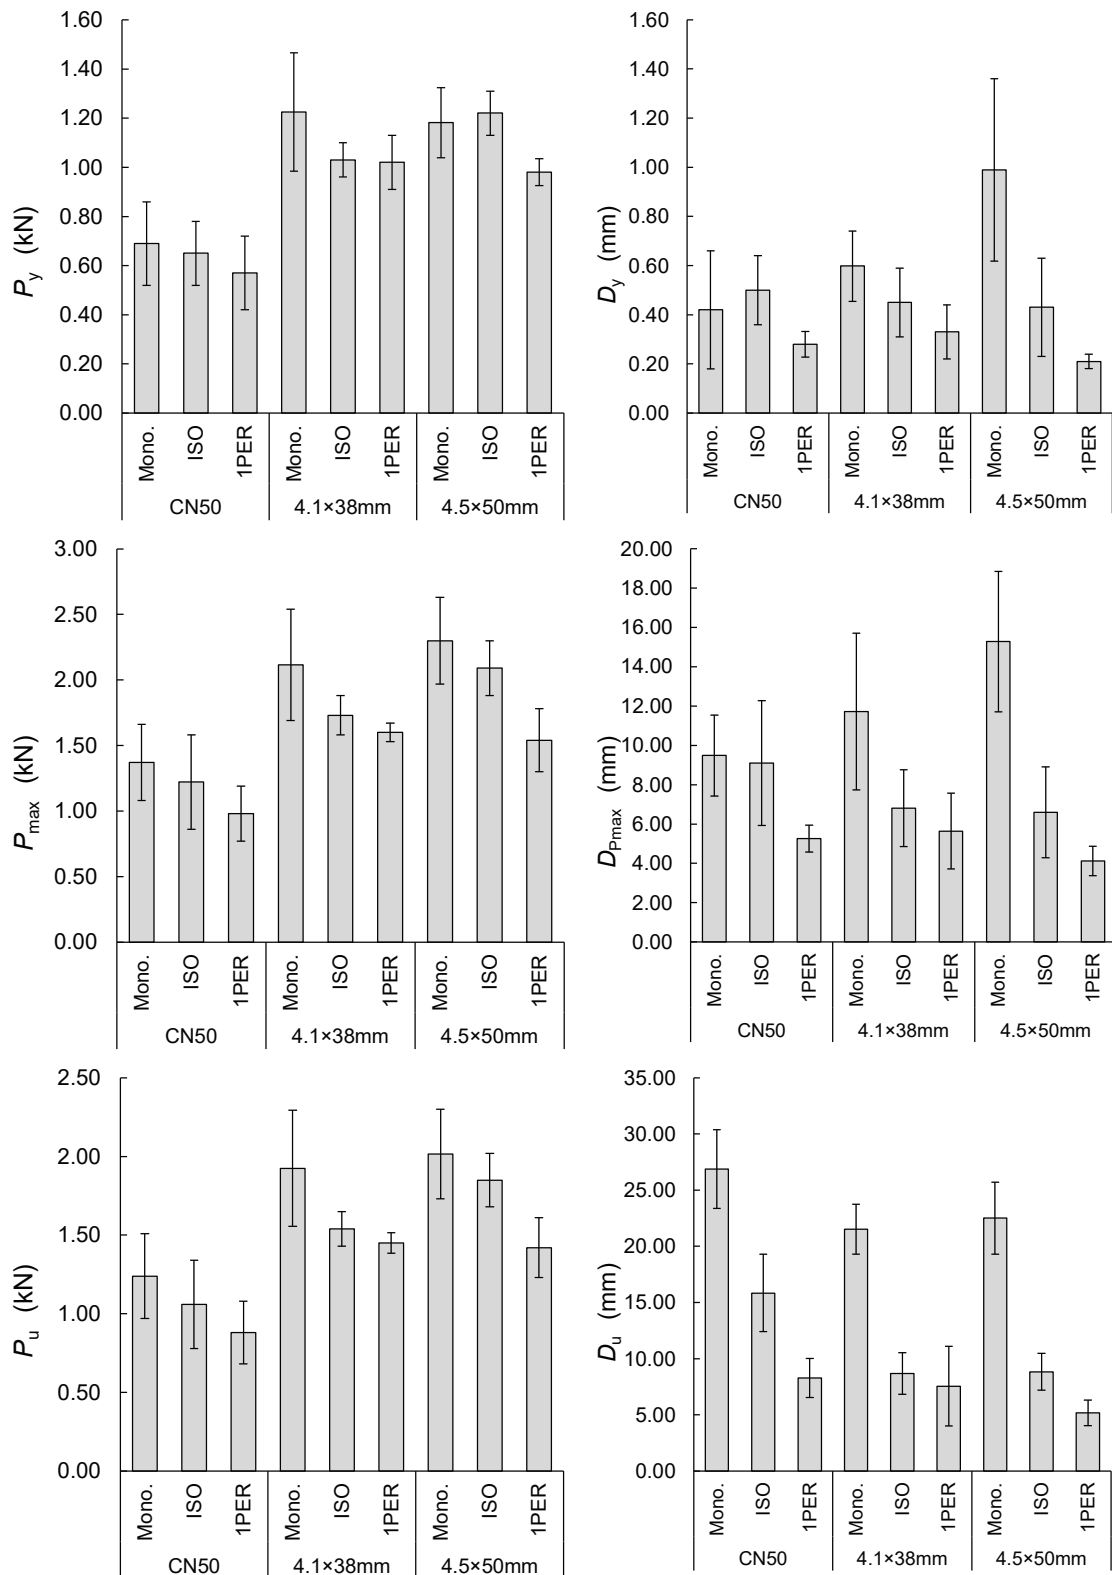 1.60
1.40
1.20
1.00
0.80
0.60
0.40
0.20
0.00
Py (kN)
Mono. ISO 1PER Mono. ISO 1PER Mono. ISO 1PER
CN50 4.1×38mm 4.5×50mm
1.60
1.40
1.20
1.00
0.80
0.60
0.40
0.20
0.00
Dy (mm)
Mono. ISO 1PER Mono. ISO 1PER Mono. ISO 1PER
CN50 4.1×38mm 4.5×50mm
3.00
2.50
2.00
1.50
1.00
0.50
0.00
Pmax (kN)
Mono. ISO 1PER Mono. ISO 1PER Mono. ISO 1PER
CN50 4.1×38mm 4.5×50mm
20.00
18.00
16.00
14.00
12.00
10.00
8.00
6.00
4.00
2.00
0.00
DPmax (mm)
Mono. ISO 1PER Mono. ISO 1PER Mono. ISO 1PER
CN50 4.1×38mm 4.5×50mm
2.50
2.00
1.50
1.00
0.50
0.00
Pu (kN)
Mono. ISO 1PER Mono. ISO 1PER Mono. ISO 1PER
CN50 4.1×38mm 4.5×50mm
35.00
30.00
25.00
20.00
15.00
10.00
5.00
0.00
Du (mm)
Mono. ISO 1PER Mono. ISO 1PER Mono. ISO 1PER
CN50 4.1×38mm 4.5×50mm